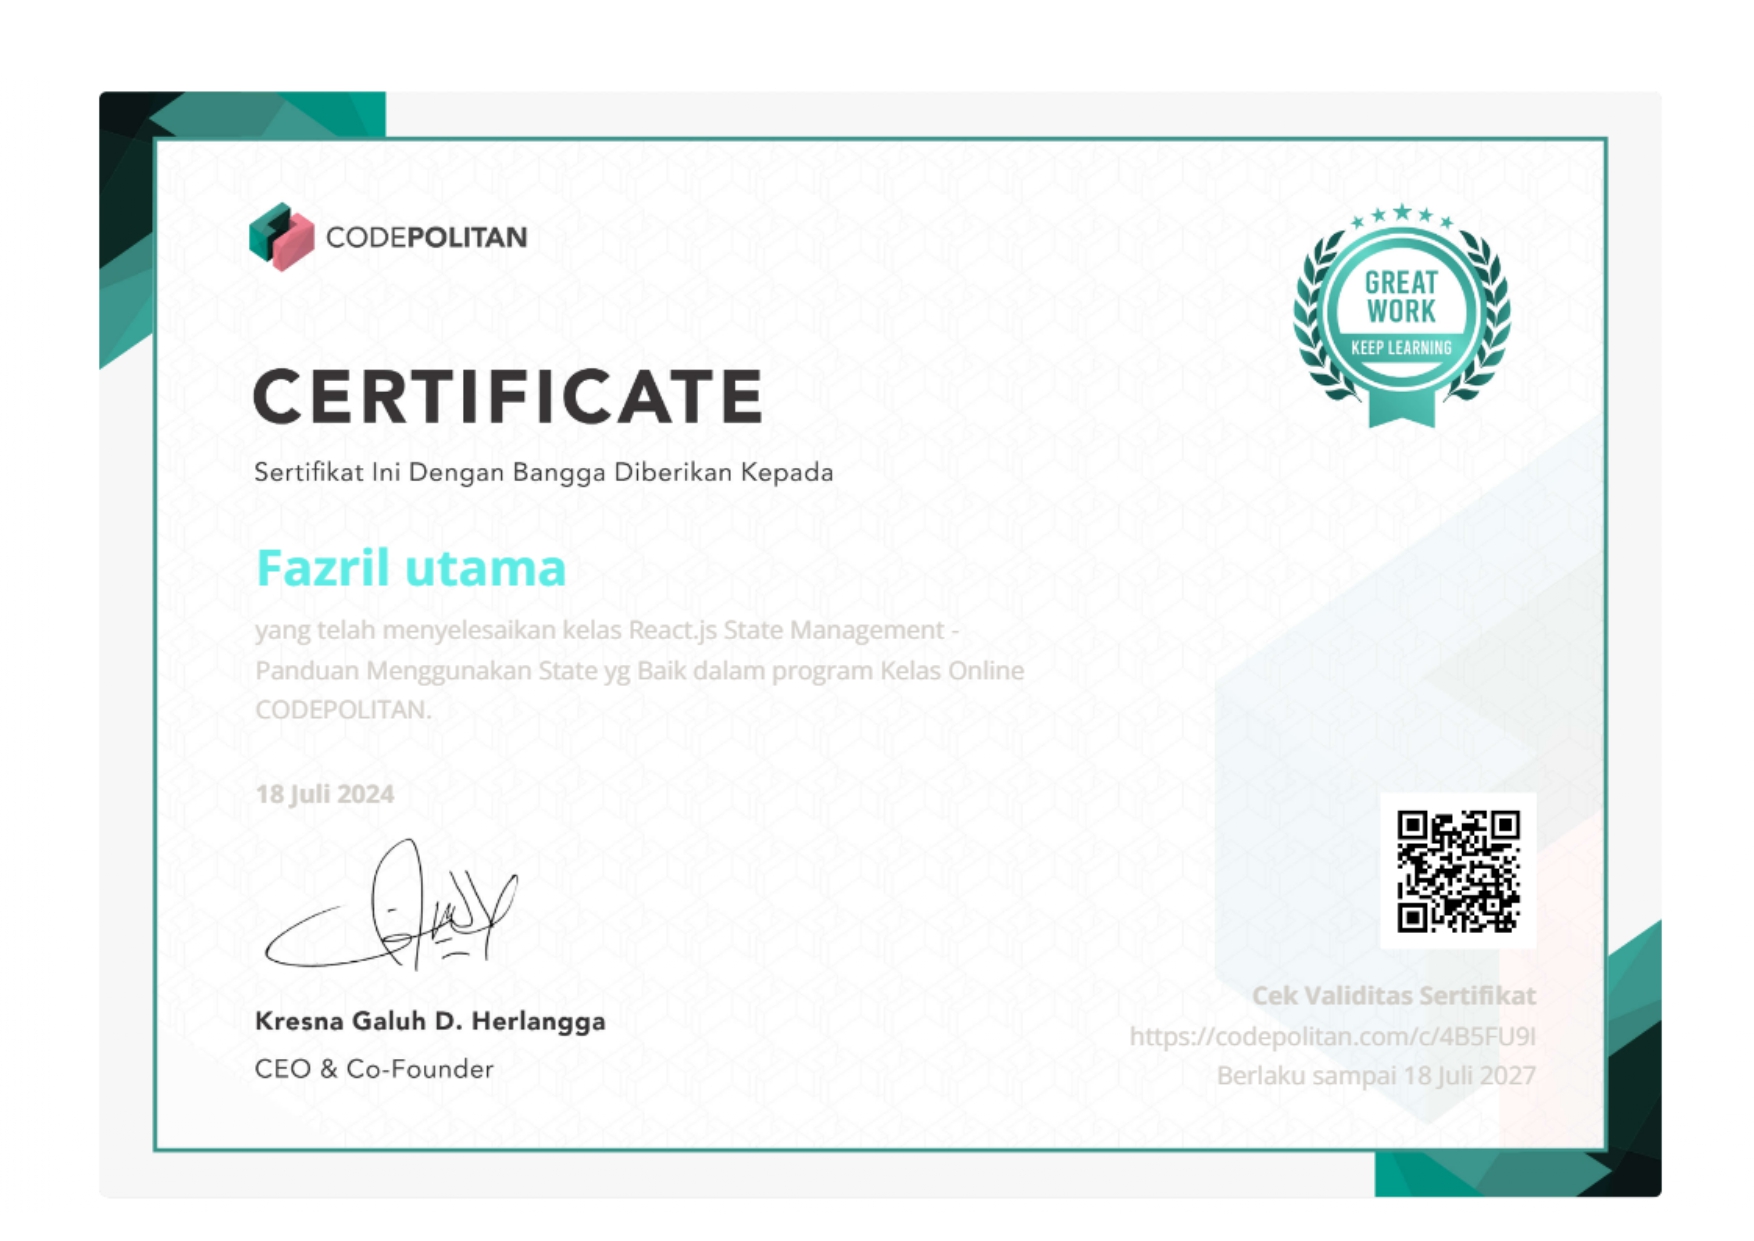 CODEPOLITAN
GREAT
WORK
KEEP LEARNING
CERTIFICATE
Sertifikat Ini Dengan Bangga Diberikan Kepada
Fazril utama
yang telah menyelesaikan kelas React.js State Management -
Panduan Menggunakan State yg Baik dalam program Kelas Online
CODEPOLITAN.
18 Juli 2024
Kresna Galuh D. Herlangga
CEO & Co-Founder
Cek Validitas Sertifikat
https://codepolitan.com/c/4B5FU9I
Berlaku sampai 18 Juli 2027